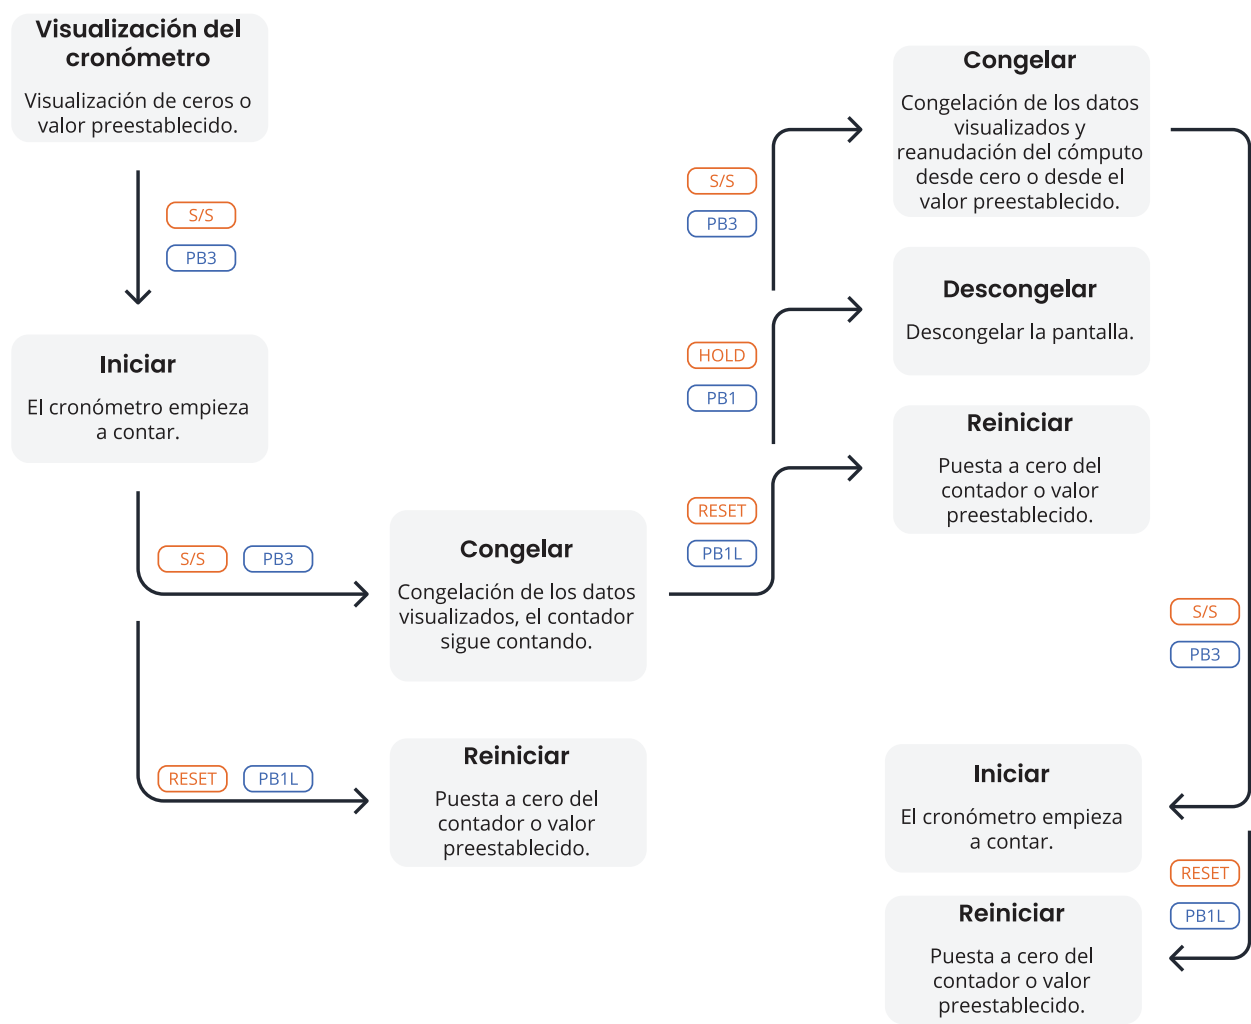 Visualización del
cronómetro
Visualización de ceros o
valor preestablecido.
S/S
PB3
Iniciar
El cronómetro empieza
a contar.
S/S PB3
Congelar
Congelación de los datos
visualizados, el contador
sigue contando.
RESET PB1L
Reiniciar
Puesta a cero del
contador o valor
preestablecido.
S/S
PB3
Congelar
Congelación de los datos
visualizados y
reanudación del cómputo
desde cero o desde el
valor preestablecido.
HOLD
PB1
Descongelar
Descongelar la pantalla.
RESET
PB1L
Reiniciar
Puesta a cero del
contador o valor
preestablecido.
S/S
PB3
Iniciar
El cronómetro empieza
a contar.
RESET
PB1L
Reiniciar
Puesta a cero del
contador o valor
preestablecido.